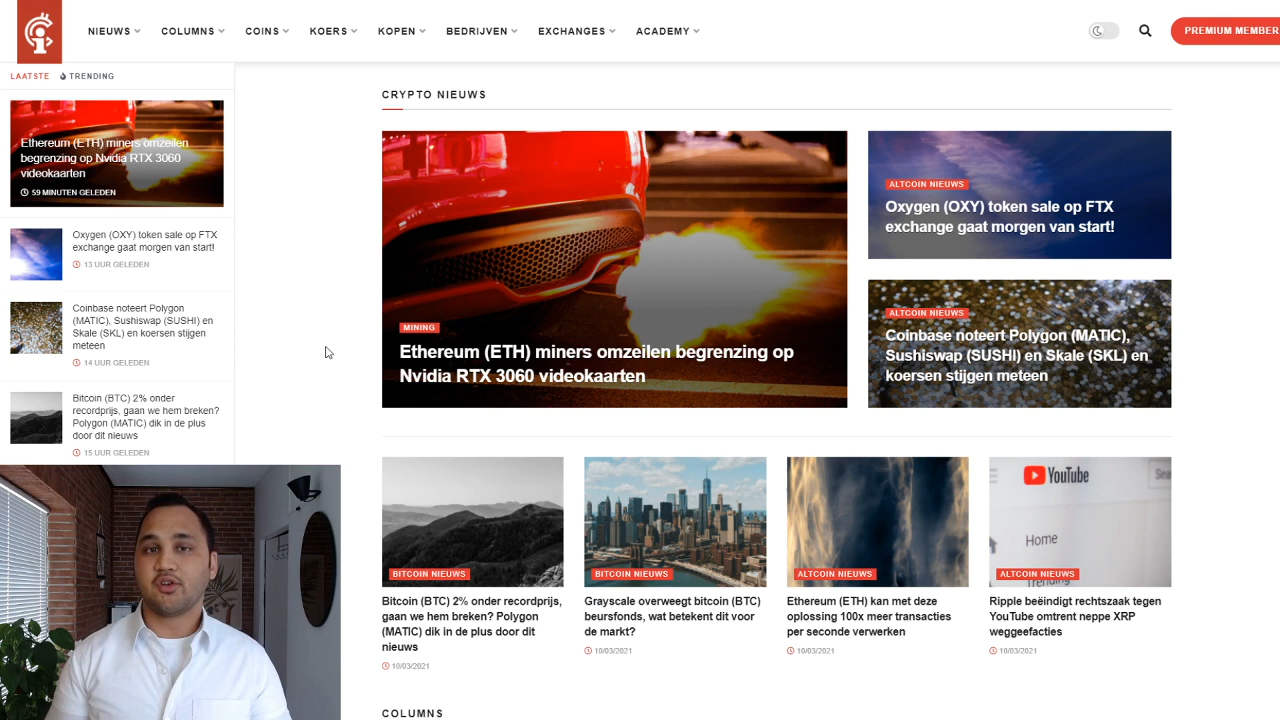 NIEUWS COLUMNS COINS KOERS KOPEN BEDRIJVEN EXCHANGES ACADEMY
PREMIUM MEMBER
LAATSTE TRENDING
Ethereum (ETH) miners omzeilen
begrenzing op Nvidia RTX 3060
videokaarten
59 MINUTEN GELEDEN
Oxygen (OXY) token sale op FTX
exchange gaat morgen van start!
13 UUR GELEDEN
Coinbase noteert Polygon
(MATIC), Sushiswap (SUSHI) en
Skale (SKL) en koersen stijgen
meteen
14 UUR GELEDEN
Bitcoin (BTC) 2% onder
recordprijs, gaan we hem breken?
Polygon (MATIC) dik in de plus
door dit nieuws
15 UUR GELEDEN
CRYPTO NIEUWS
MINING
Ethereum (ETH) miners omzeilen begrenzing op
Nvidia RTX 3060 videokaarten
ALTCOIN NIEUWS
Oxygen (OXY) token sale op FTX
exchange gaat morgen van start!
ALTCOIN NIEUWS
Coinbase noteert Polygon (MATIC),
Sushiswap (SUSHI) en Skale (SKL) en
koersen stijgen meteen
BITCOIN NIEUWS
Bitcoin (BTC) 2% onder recordprijs,
gaan we hem breken? Polygon
(MATIC) dik in de plus door dit
nieuws
10/03/2021
BITCOIN NIEUWS
Grayscale overweegt bitcoin (BTC)
beursfonds, wat betekent dit voor
de markt?
10/03/2021
ALTCOIN NIEUWS
Ethereum (ETH) kan met deze
oplossing 100x meer transacties
per seconde verwerken
10/03/2021
YouTube
Sea
Home
Trending
ALTCOIN NIEUWS
Ripple beëindigt rechtszaak tegen
YouTube omtrent neppe XRP
weggeefacties
10/03/2021
COLUMNS